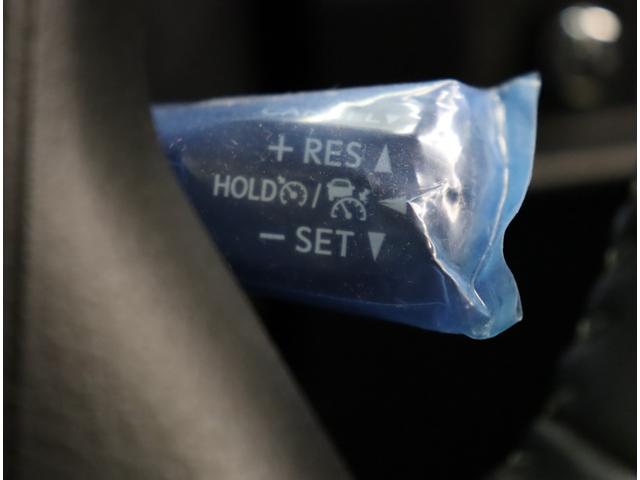 + RES ▲
HOLD /
− SET ▼